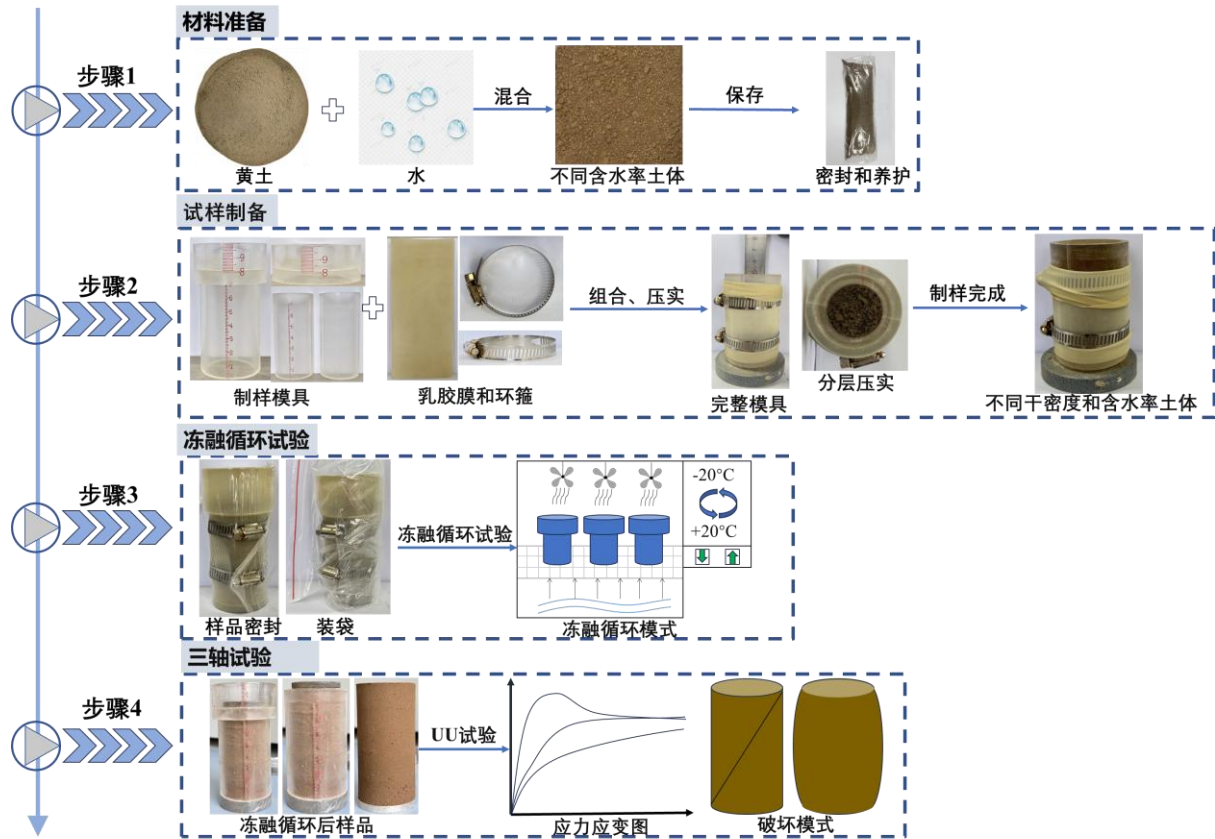 材料准备
步骤1
混合
保存
黄土
水
不同含水率土体
密封和养护
试样制备
步骤2
组合、压实
制样完成
制样模具
乳胶膜和环箍
完整模具
分层压实
不同干密度和含水率土体
冻融循环试验
步骤3
冻融循环试验
-20°C
+20°C
样品密封
装袋
冻融循环模式
三轴试验
步骤4
UU试验
冻融循环后样品
应力应变图
破坏模式